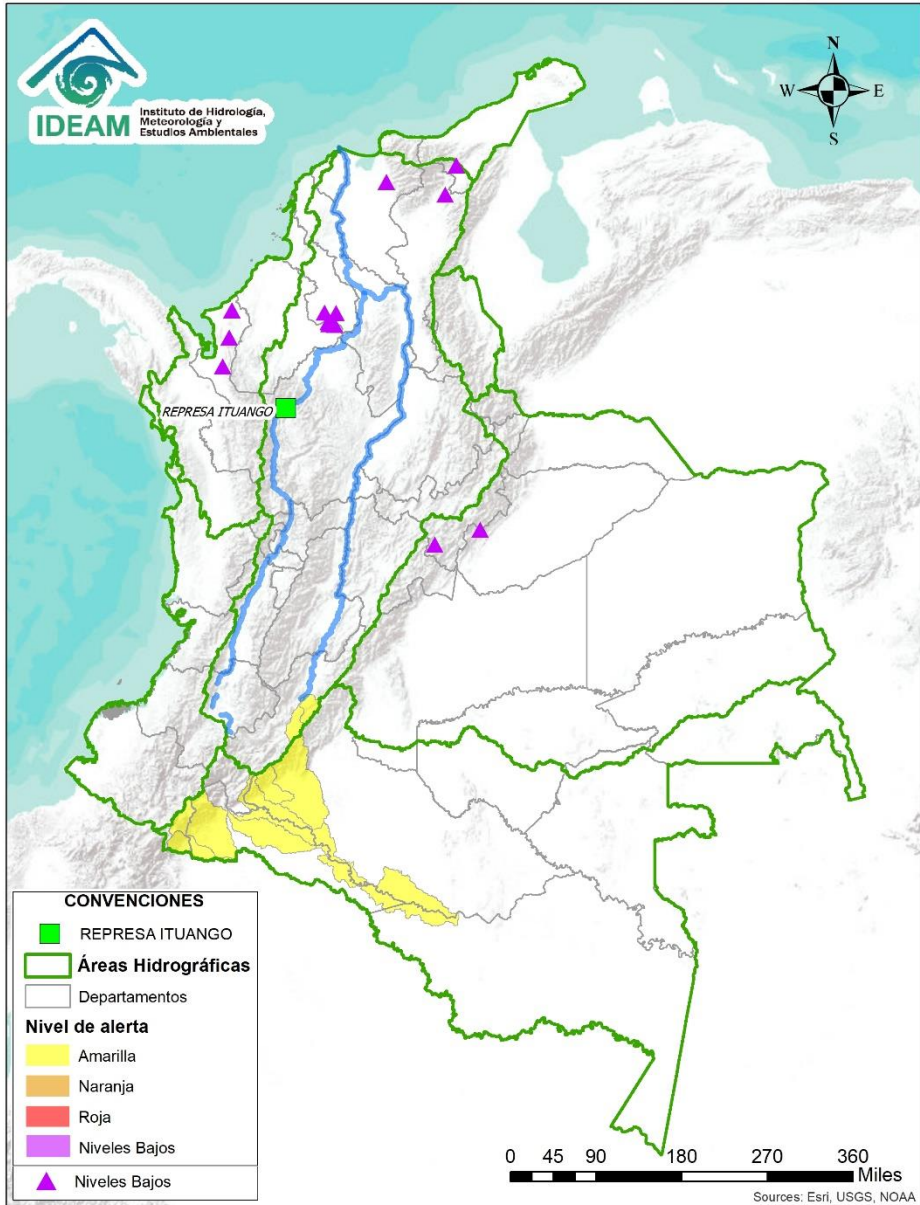 IDEAM
Instituto de Hidrología,
Meteorología y
Estudios Ambientales
N
W
E
S
REPRESA ITUANGO
CONVENCIONES
REPRESA ITUANGO
Áreas Hidrográficas
Departamentos
Nivel de alerta
Amarilla
Naranja
Roja
Niveles Bajos
Niveles Bajos
0 45 90 180 270 360
Miles
Sources: Esri, USGS, NOAA